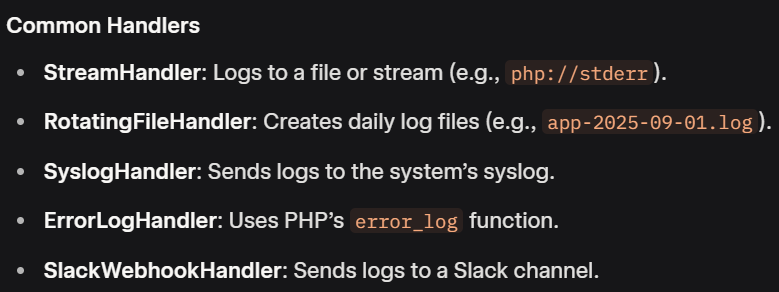 Common Handlers
• StreamHandler: Logs to a file or stream (e.g., php://stderr).
• RotatingFileHandler: Creates daily log files (e.g., app-2025-09-01.log).
• SyslogHandler: Sends logs to the system’s syslog.
• ErrorLogHandler: Uses PHP’s error_log function.
• SlackWebhookHandler: Sends logs to a Slack channel.